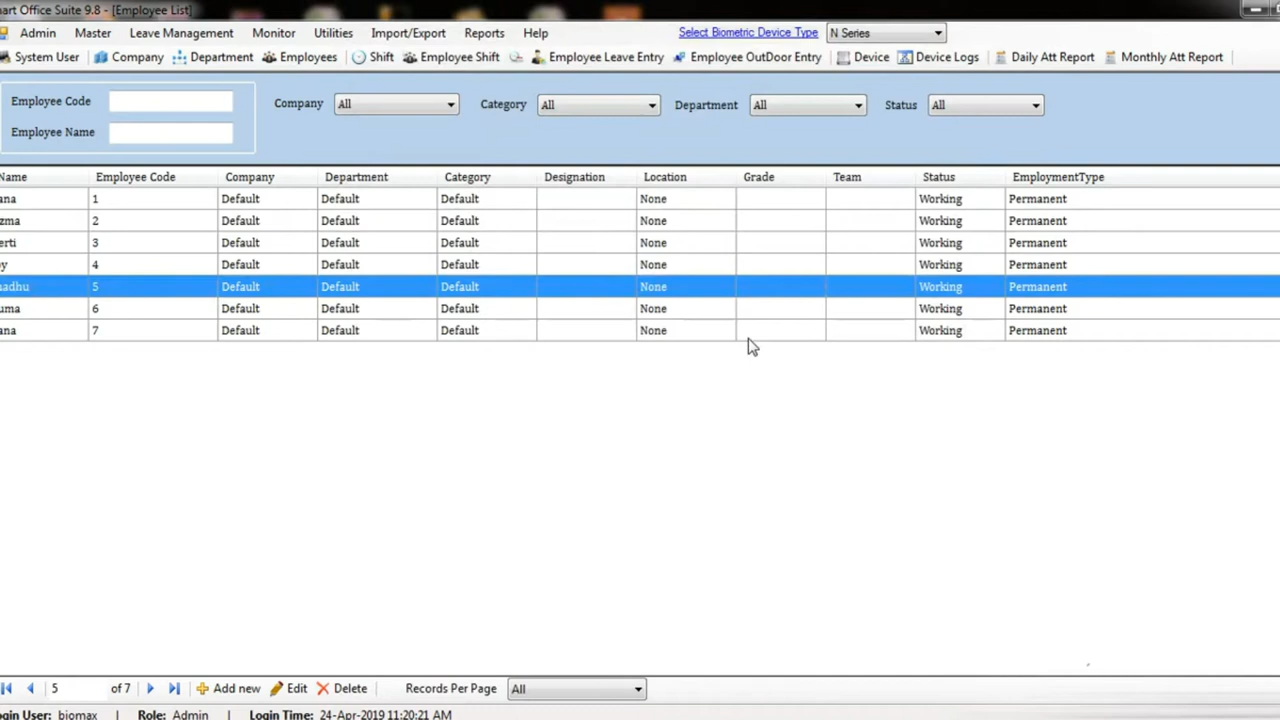 art Office Suite 9.8 - [Employee List]
Admin Master Leave Management Monitor Utilities Import/Export Reports Help Select Biometric Device Type N Series
System User Company Department Employees Shift Employee Shift Employee Leave Entry Employee OutDoor Entry Device Device Logs Daily Att Report Monthly Att Report
Employee Code Company All Category All Department All Status All
Employee Name
Name Employee Code Company Department Category Designation Location Grade Team Status EmploymentType
ana 1 Default Default Default None Working Permanent
zma 2 Default Default Default None Working Permanent
erti 3 Default Default Default None Working Permanent
y 4 Default Default Default None Working Permanent
nadhu 5 Default Default Default None Working Permanent
uma 6 Default Default Default None Working Permanent
ana 7 Default Default Default None Working Permanent
5 of 7 Add new Edit Delete Records Per Page All
ogin User: biomax | Role: Admin | Login Time: 24-Apr-2019 11:20:21 AM